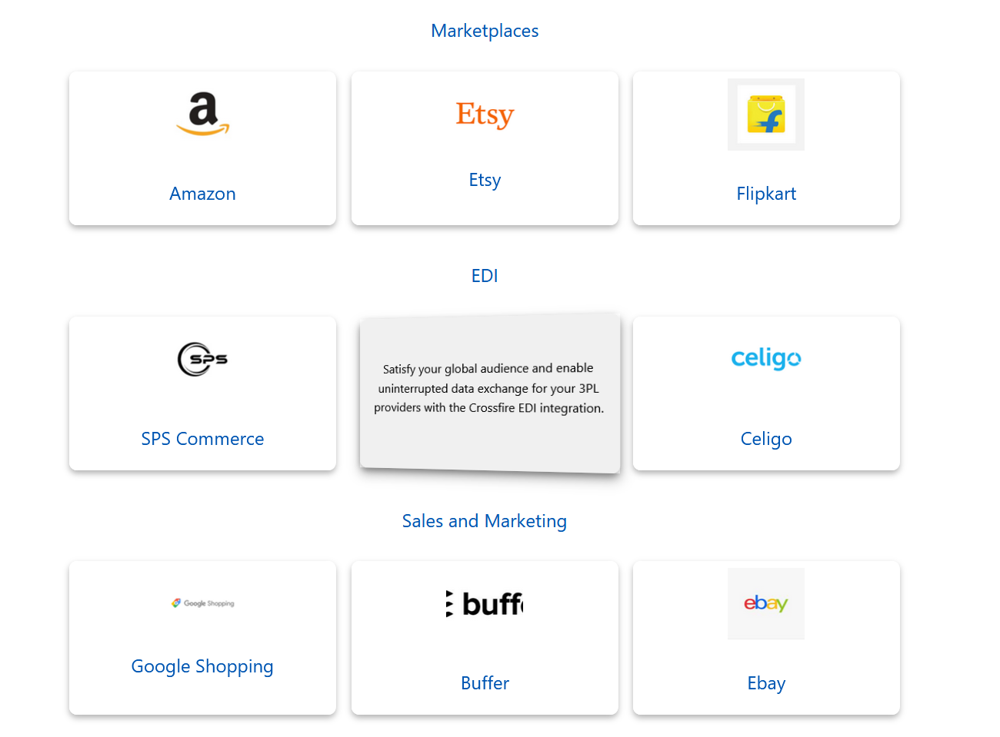 Marketplaces
a
Etsy
f
Amazon
Etsy
Flipkart
EDI
SPS
Satisfy your global audience and enable
uninterrupted data exchange for your 3PL
providers with the Crossfire EDI integration.
celigo
SPS Commerce
Celigo
Sales and Marketing
Google Shopping
buffe
ebay
Google Shopping
Buffer
Ebay